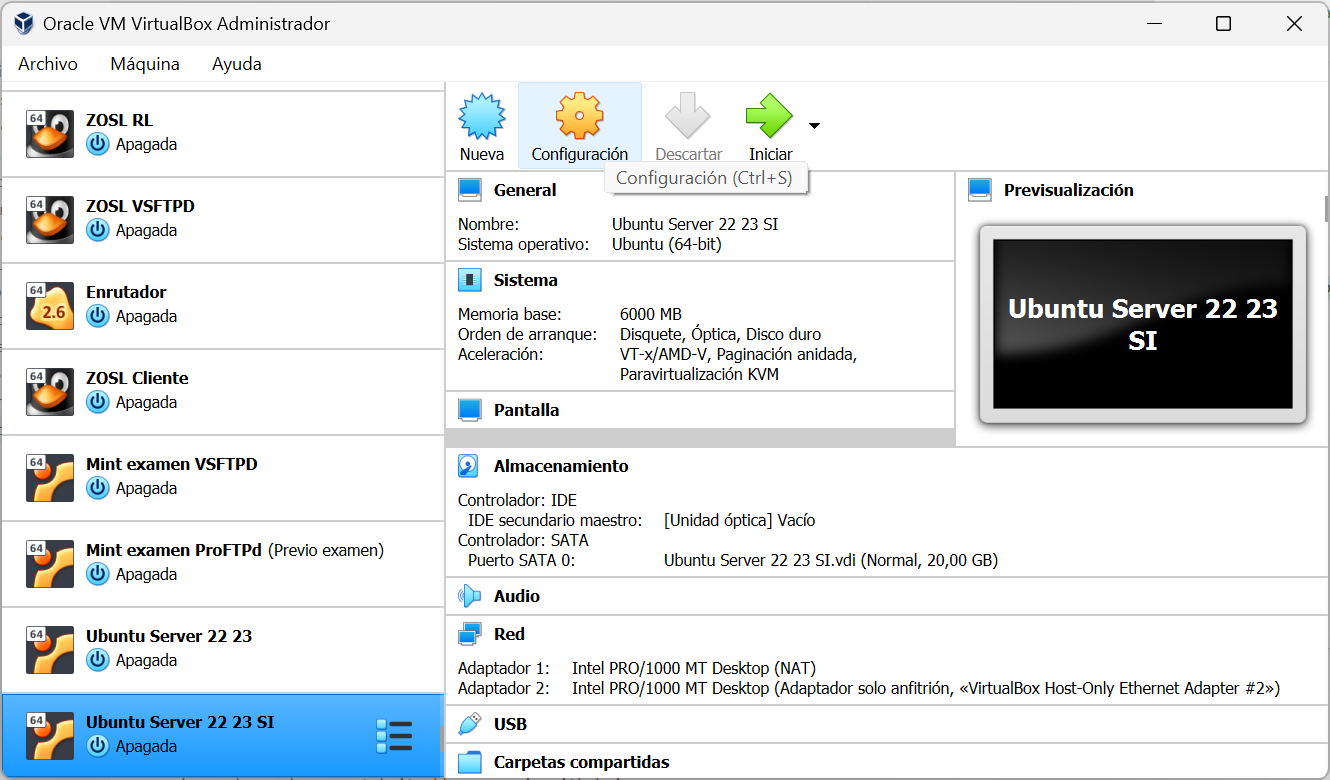 Oracle VM VirtualBox Administrador
Archivo Máquina Ayuda
64
ZOSL RL
Apagada
64
ZOSL VSFTPD
Apagada
64
2.6
Enrutador
Apagada
64
ZOSL Cliente
Apagada
64
Mint examen VSFTPD
Apagada
64
Mint examen ProFTPd (Previo examen)
Apagada
64
Ubuntu Server 22 23
Apagada
64
Ubuntu Server 22 23 SI
Apagada
Nueva Configuración Descartar Iniciar
Configuración (Ctrl+S)
General
Nombre: Ubuntu Server 22 23 SI
Sistema operativo: Ubuntu (64-bit)
Sistema
Memoria base: 6000 MB
Orden de arranque: Disquete, Óptica, Disco duro
Aceleración: VT-x/AMD-V, Paginación anidada,
Paravirtualización KVM
Pantalla
Previsualización
Ubuntu Server 22 23
SI
Almacenamiento
Controlador: IDE
IDE secundario maestro: [Unidad óptica] Vacío
Controlador: SATA
Puerto SATA 0: Ubuntu Server 22 23 SI.vdi (Normal, 20,00 GB)
Audio
Red
Adaptador 1: Intel PRO/1000 MT Desktop (NAT)
Adaptador 2: Intel PRO/1000 MT Desktop (Adaptador solo anfitrión, «VirtualBox Host-Only Ethernet Adapter #2»)
USB
Carpetas compartidas